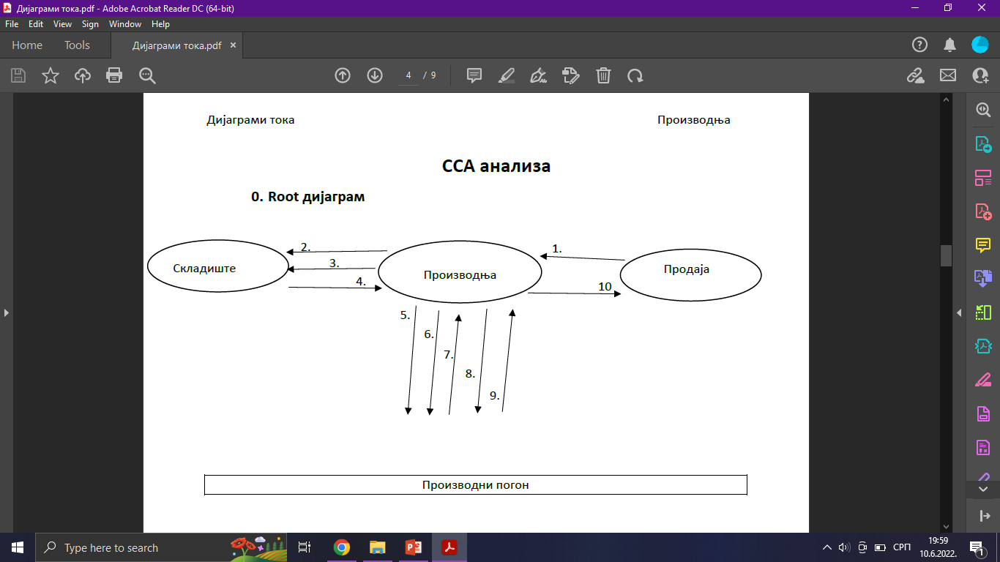 Дијаграми тока.pdf - Adobe Acrobat Reader DC (64-bit)
File Edit View Sign Window Help
Home Tools Дијаграми тока.pdf ×
4 / 9
Дијаграми тока Производња
ССА анализа
0. Root дијаграм
2. 1.
Складиште 3. Производња Продаја
4. 10
5.
6.
7.
8.
9.
Производни погон
Type here to search
СРП 19:59
10.6.2022. 1